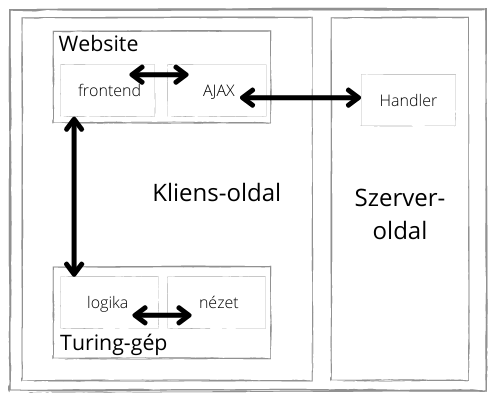 Website
frontend
AJAX
Handler
Kliens-oldal
Szerver-
oldal
logika
nézet
Turing-gép